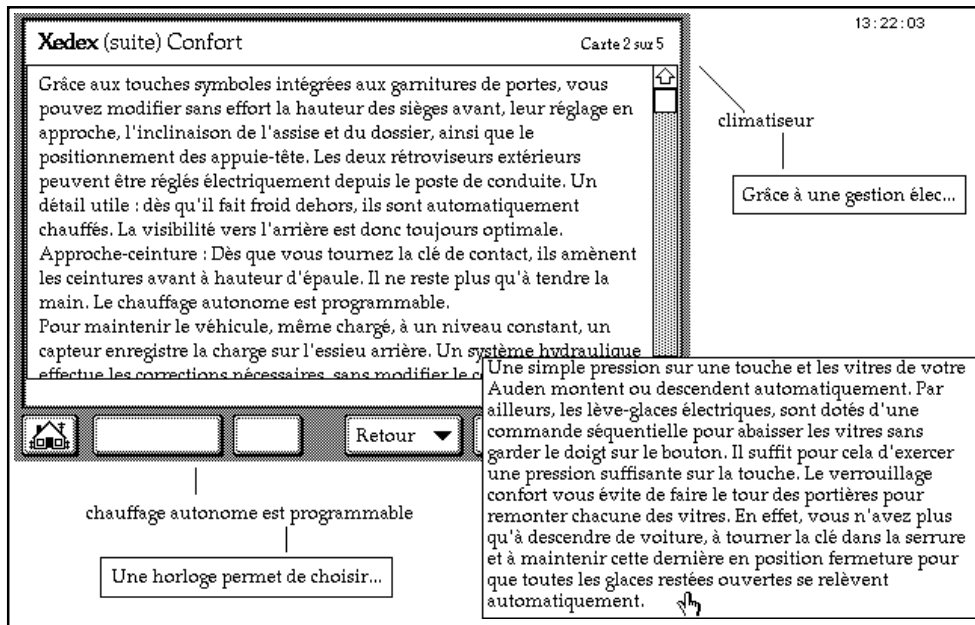 13:22:03
Xedex (suite) Confort
Carte 2 sur 5
Grâce aux touches symboles intégrées aux garnitures de portes, vous
pouvez modifier sans effort la hauteur des sièges avant, leur réglage en
approche, l'inclinaison de l'assise et du dossier, ainsi que le
positionnement des appuie-tête. Les deux rétroviseurs extérieurs
peuvent être réglés électriquement depuis le poste de conduite. Un
détail utile : dès qu'il fait froid dehors, ils sont automatiquement
chauffés. La visibilité vers l'arrière est donc toujours optimale.
Approche-ceinture : Dès que vous tournez la clé de contact, ils amènent
les ceintures avant à hauteur d'épaule. Il ne reste plus qu'à tendre la
main. Le chauffage autonome est programmable.
Pour maintenir le véhicule, même chargé, à un niveau constant, un
capteur enregistre la charge sur l'essieu arrière. Un système hydraulique
effectue les corrections nécessaires, sans modifier le c
climatiseur
Grâce à une gestion élec...
Retour
Une simple pression sur une touche et les vitres de votre
Auden montent ou descendent automatiquement. Par
ailleurs, les lève-glaces électriques, sont dotés d'une
commande séquentielle pour abaisser les vitres sans
garder le doigt sur le bouton. Il suffit pour cela d'exercer
une pression suffisante sur la touche. Le verrouillage
confort vous évite de faire le tour des portières pour
remonter chacune des vitres. En effet, vous n'avez plus
qu'à descendre de voiture, à tourner la clé dans la serrure
et à maintenir cette dernière en position fermeture pour
que toutes les glaces restées ouvertes se relèvent
automatiquement.
chauffage autonome est programmable
Une horloge permet de choisir...